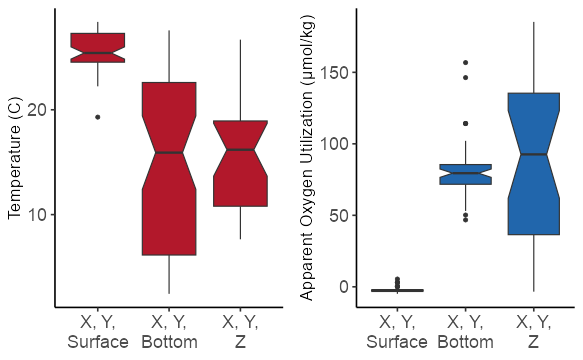 Temperature (C)
20
10
X, Y,
Surface
X, Y,
Bottom
X, Y,
Z
Apparent Oxygen Utilization (μmol/kg)
150
100
50
0
X, Y,
Surface
X, Y,
Bottom
X, Y,
Z